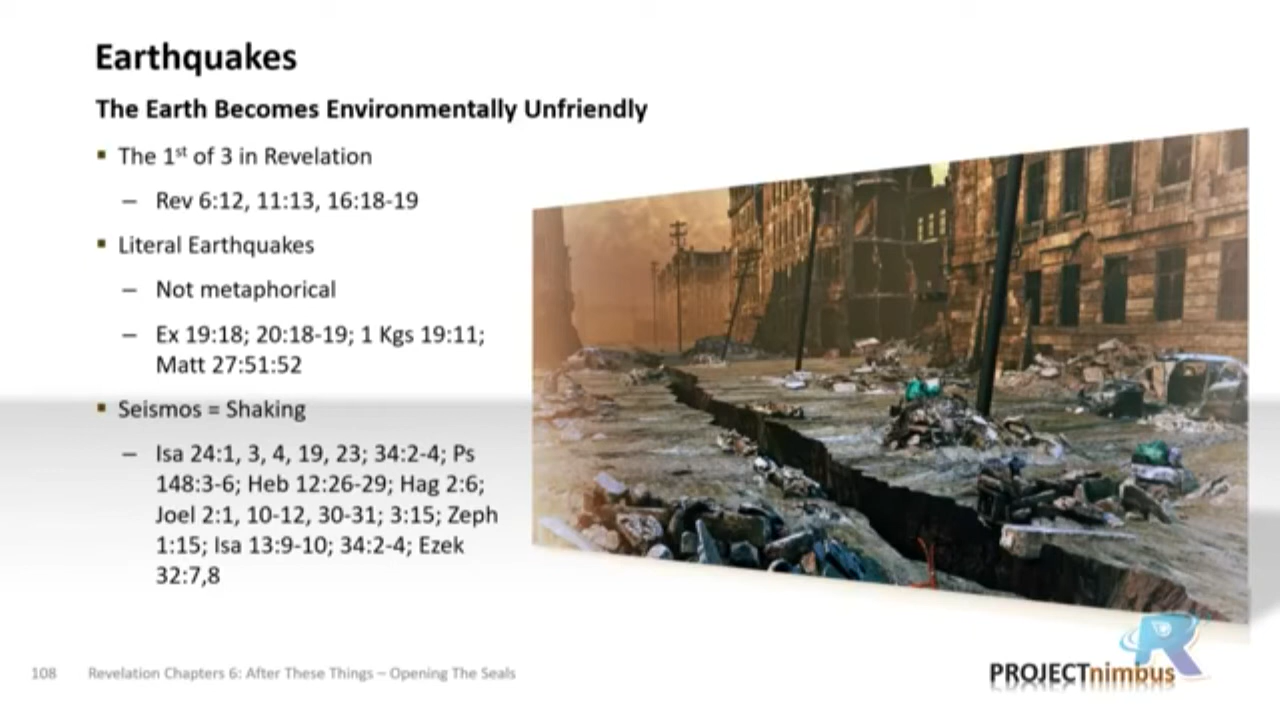 Earthquakes
The Earth Becomes Environmentally Unfriendly
▪ The 1st of 3 in Revelation
– Rev 6:12, 11:13, 16:18-19
▪ Literal Earthquakes
– Not metaphorical
– Ex 19:18; 20:18-19; 1 Kgs 19:11;
Matt 27:51:52
▪ Seismos = Shaking
– Isa 24:1, 3, 4, 19, 23; 34:2-4; Ps
148:3-6; Heb 12:26-29; Hag 2:6;
Joel 2:1, 10-12, 30-31; 3:15; Zeph
1:15; Isa 13:9-10; 34:2-4; Ezek
32:7,8
108 Revelation Chapters 6: After These Things – Opening The Seals
PROJECTnimbus
R